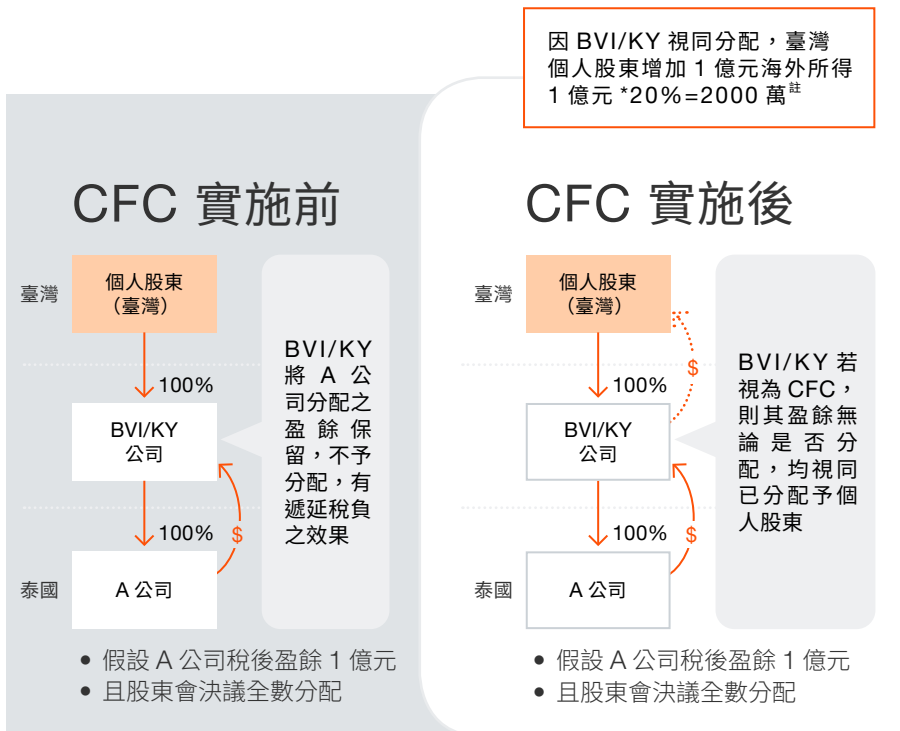 因 BVI/KY 視同分配，臺灣
個人股東增加 1 億元海外所得
1 億元 *20%=2000 萬註
CFC 實施前
臺灣
個人股東
（臺灣）
100%
BVI/KY
公司
100%
$
泰國
A 公司
BVI/KY
將 A 公
司分配之
盈餘保
留，不予
分配，有
遞延稅負
之效果
• 假設 A 公司稅後盈餘 1 億元
• 且股東會決議全數分配
CFC 實施後
臺灣
個人股東
（臺灣）
$
100%
BVI/KY
公司
100%
$
泰國
A 公司
BVI/KY 若
視為 CFC，
則其盈餘無
論是否分
配，均視同
已分配予個
人股東
• 假設 A 公司稅後盈餘 1 億元
• 且股東會決議全數分配